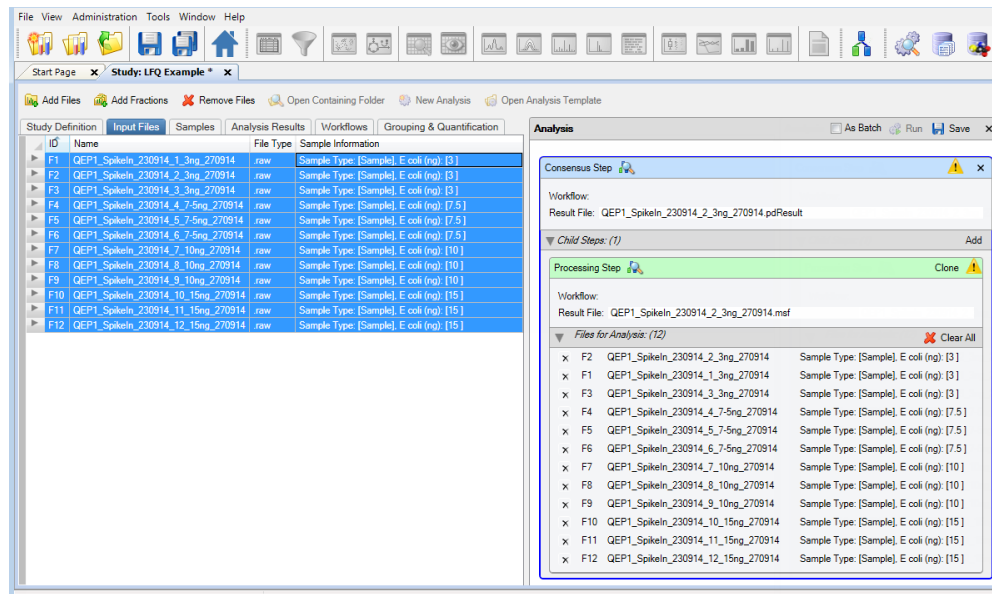 File View Administration Tools Window Help
Start Page x Study: LFQ Example * x
Add Files Add Fractions Remove Files Open Containing Folder New Analysis Open Analysis Template
Study Definition Input Files Samples Analysis Results Workflows Grouping & Quantification
ID Name File Type Sample Information
F1 QEP1_SpikeIn_230914_1_3ng_270914 .raw Sample Type: [Sample], E coli (ng): [3 ]
F2 QEP1_SpikeIn_230914_2_3ng_270914 .raw Sample Type: [Sample], E coli (ng): [3 ]
F3 QEP1_SpikeIn_230914_3_3ng_270914 .raw Sample Type: [Sample], E coli (ng): [3 ]
F4 QEP1_SpikeIn_230914_4_7-5ng_270914 .raw Sample Type: [Sample], E coli (ng): [7.5 ]
F5 QEP1_SpikeIn_230914_5_7-5ng_270914 .raw Sample Type: [Sample], E coli (ng): [7.5 ]
F6 QEP1_SpikeIn_230914_6_7-5ng_270914 .raw Sample Type: [Sample], E coli (ng): [7.5 ]
F7 QEP1_SpikeIn_230914_7_10ng_270914 .raw Sample Type: [Sample], E coli (ng): [10 ]
F8 QEP1_SpikeIn_230914_8_10ng_270914 .raw Sample Type: [Sample], E coli (ng): [10 ]
F9 QEP1_SpikeIn_230914_9_10ng_270914 .raw Sample Type: [Sample], E coli (ng): [10 ]
F10 QEP1_SpikeIn_230914_10_15ng_270914 .raw Sample Type: [Sample], E coli (ng): [15 ]
F11 QEP1_SpikeIn_230914_11_15ng_270914 .raw Sample Type: [Sample], E coli (ng): [15 ]
F12 QEP1_SpikeIn_230914_12_15ng_270914 .raw Sample Type: [Sample], E coli (ng): [15 ]
Analysis As Batch Run Save x
Consensus Step x
Workflow:
Result File: QEP1_SpikeIn_230914_2_3ng_270914.pdResult
Child Steps: (1) Add
Processing Step Clone
Workflow:
Result File: QEP1_SpikeIn_230914_2_3ng_270914.msf
Files for Analysis: (12) Clear All
x F2 QEP1_SpikeIn_230914_2_3ng_270914 Sample Type: [Sample], E coli (ng): [3 ]
x F1 QEP1_SpikeIn_230914_1_3ng_270914 Sample Type: [Sample], E coli (ng): [3 ]
x F3 QEP1_SpikeIn_230914_3_3ng_270914 Sample Type: [Sample], E coli (ng): [3 ]
x F4 QEP1_SpikeIn_230914_4_7-5ng_270914 Sample Type: [Sample], E coli (ng): [7.5 ]
x F5 QEP1_SpikeIn_230914_5_7-5ng_270914 Sample Type: [Sample], E coli (ng): [7.5 ]
x F6 QEP1_SpikeIn_230914_6_7-5ng_270914 Sample Type: [Sample], E coli (ng): [7.5 ]
x F7 QEP1_SpikeIn_230914_7_10ng_270914 Sample Type: [Sample], E coli (ng): [10 ]
x F8 QEP1_SpikeIn_230914_8_10ng_270914 Sample Type: [Sample], E coli (ng): [10 ]
x F9 QEP1_SpikeIn_230914_9_10ng_270914 Sample Type: [Sample], E coli (ng): [10 ]
x F10 QEP1_SpikeIn_230914_10_15ng_270914 Sample Type: [Sample], E coli (ng): [15 ]
x F11 QEP1_SpikeIn_230914_11_15ng_270914 Sample Type: [Sample], E coli (ng): [15 ]
x F12 QEP1_SpikeIn_230914_12_15ng_270914 Sample Type: [Sample], E coli (ng): [15 ]